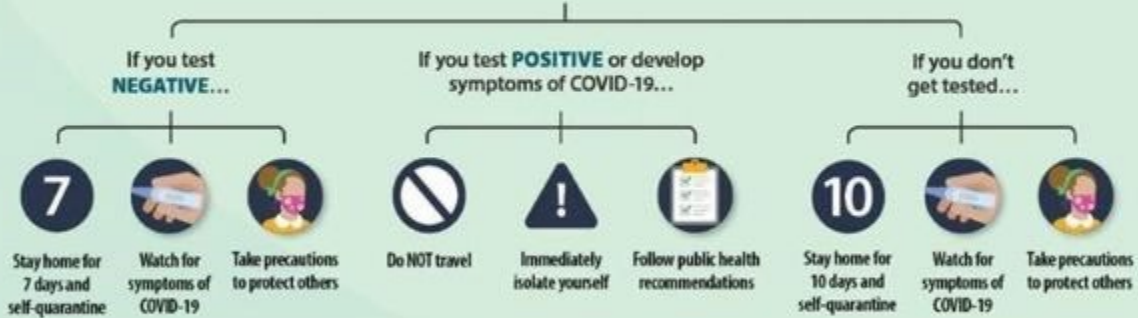 If you test
NEGATIVE...
7
Stay home for
7 days and
self-quarantine
Watch for
symptoms of
COVID-19
Take precautions
to protect others
If you test POSITIVE or develop
symptoms of COVID-19...
Do NOT travel
!
Immediately
isolate yourself
Follow public health
recommendations
If you don't
get tested...
10
Stay home for
10 days and
self-quarantine
Watch for
symptoms of
COVID-19
Take precautions
to protect others